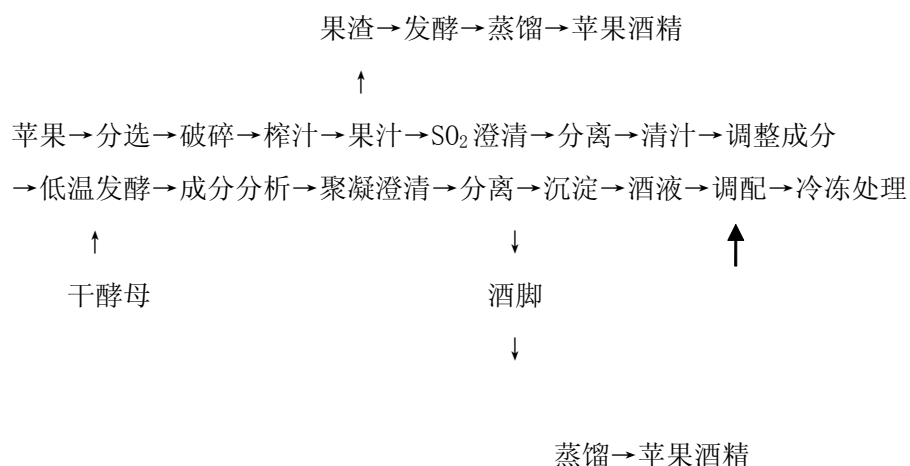 果渣→发酵→蒸馏→苹果酒精
↑
苹果→分选→破碎→榨汁→果汁→SO₂澄清→分离→清汁→调整成分
→低温发酵→成分分析→聚凝澄清→分离→沉淀→酒液→调配→冷冻处理
↑ ↓ ↑
干酵母 酒脚
↓
蒸馏→苹果酒精